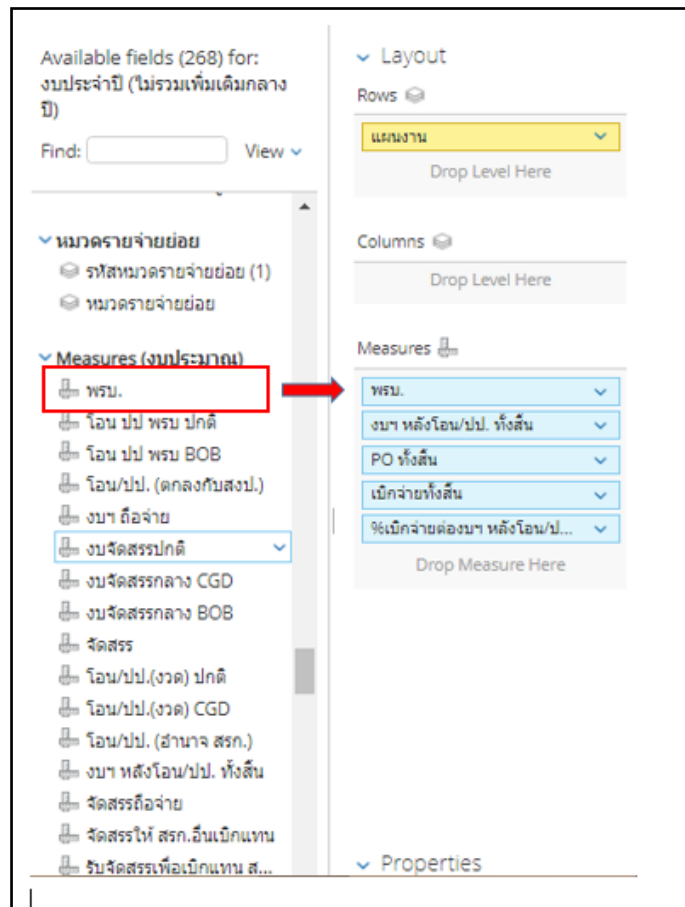 Available fields (268) for:
งบประจำปี (ไม่รวมเพิ่มเติมกลาง
ปี)
Find:
View
หมวดรายจ่ายย่อย
รหัสหมวดรายจ่ายย่อย (1)
หมวดรายจ่ายย่อย
Measures (งบประมาณ)
พรบ.
โอน ปป พรบ ปกติ
โอน ปป พรบ BOB
โอน/ปป. (ตกลงกับสงป.)
งบฯ ถือจ่าย
งบจัดสรรปกติ
งบจัดสรรกลาง CGD
งบจัดสรรกลาง BOB
จัดสรร
โอน/ปป.(งวด) ปกติ
โอน/ปป.(งวด) CGD
โอน/ปป. (อำนาจ สรก.)
งบฯ หลังโอน/ปป. ทั้งสิ้น
จัดสรรถือจ่าย
จัดสรรให้ สรก.อื่นเบิกแทน
รับจัดสรรเพื่อเบิกแทน ส...
Layout
Rows
แผนงาน
Drop Level Here
Columns
Drop Level Here
Measures
พรบ.
งบฯ หลังโอน/ปป. ทั้งสิ้น
PO ทั้งสิ้น
เบิกจ่ายทั้งสิ้น
%เบิกจ่ายต่องบฯ หลังโอน/ป...
Drop Measure Here
Properties